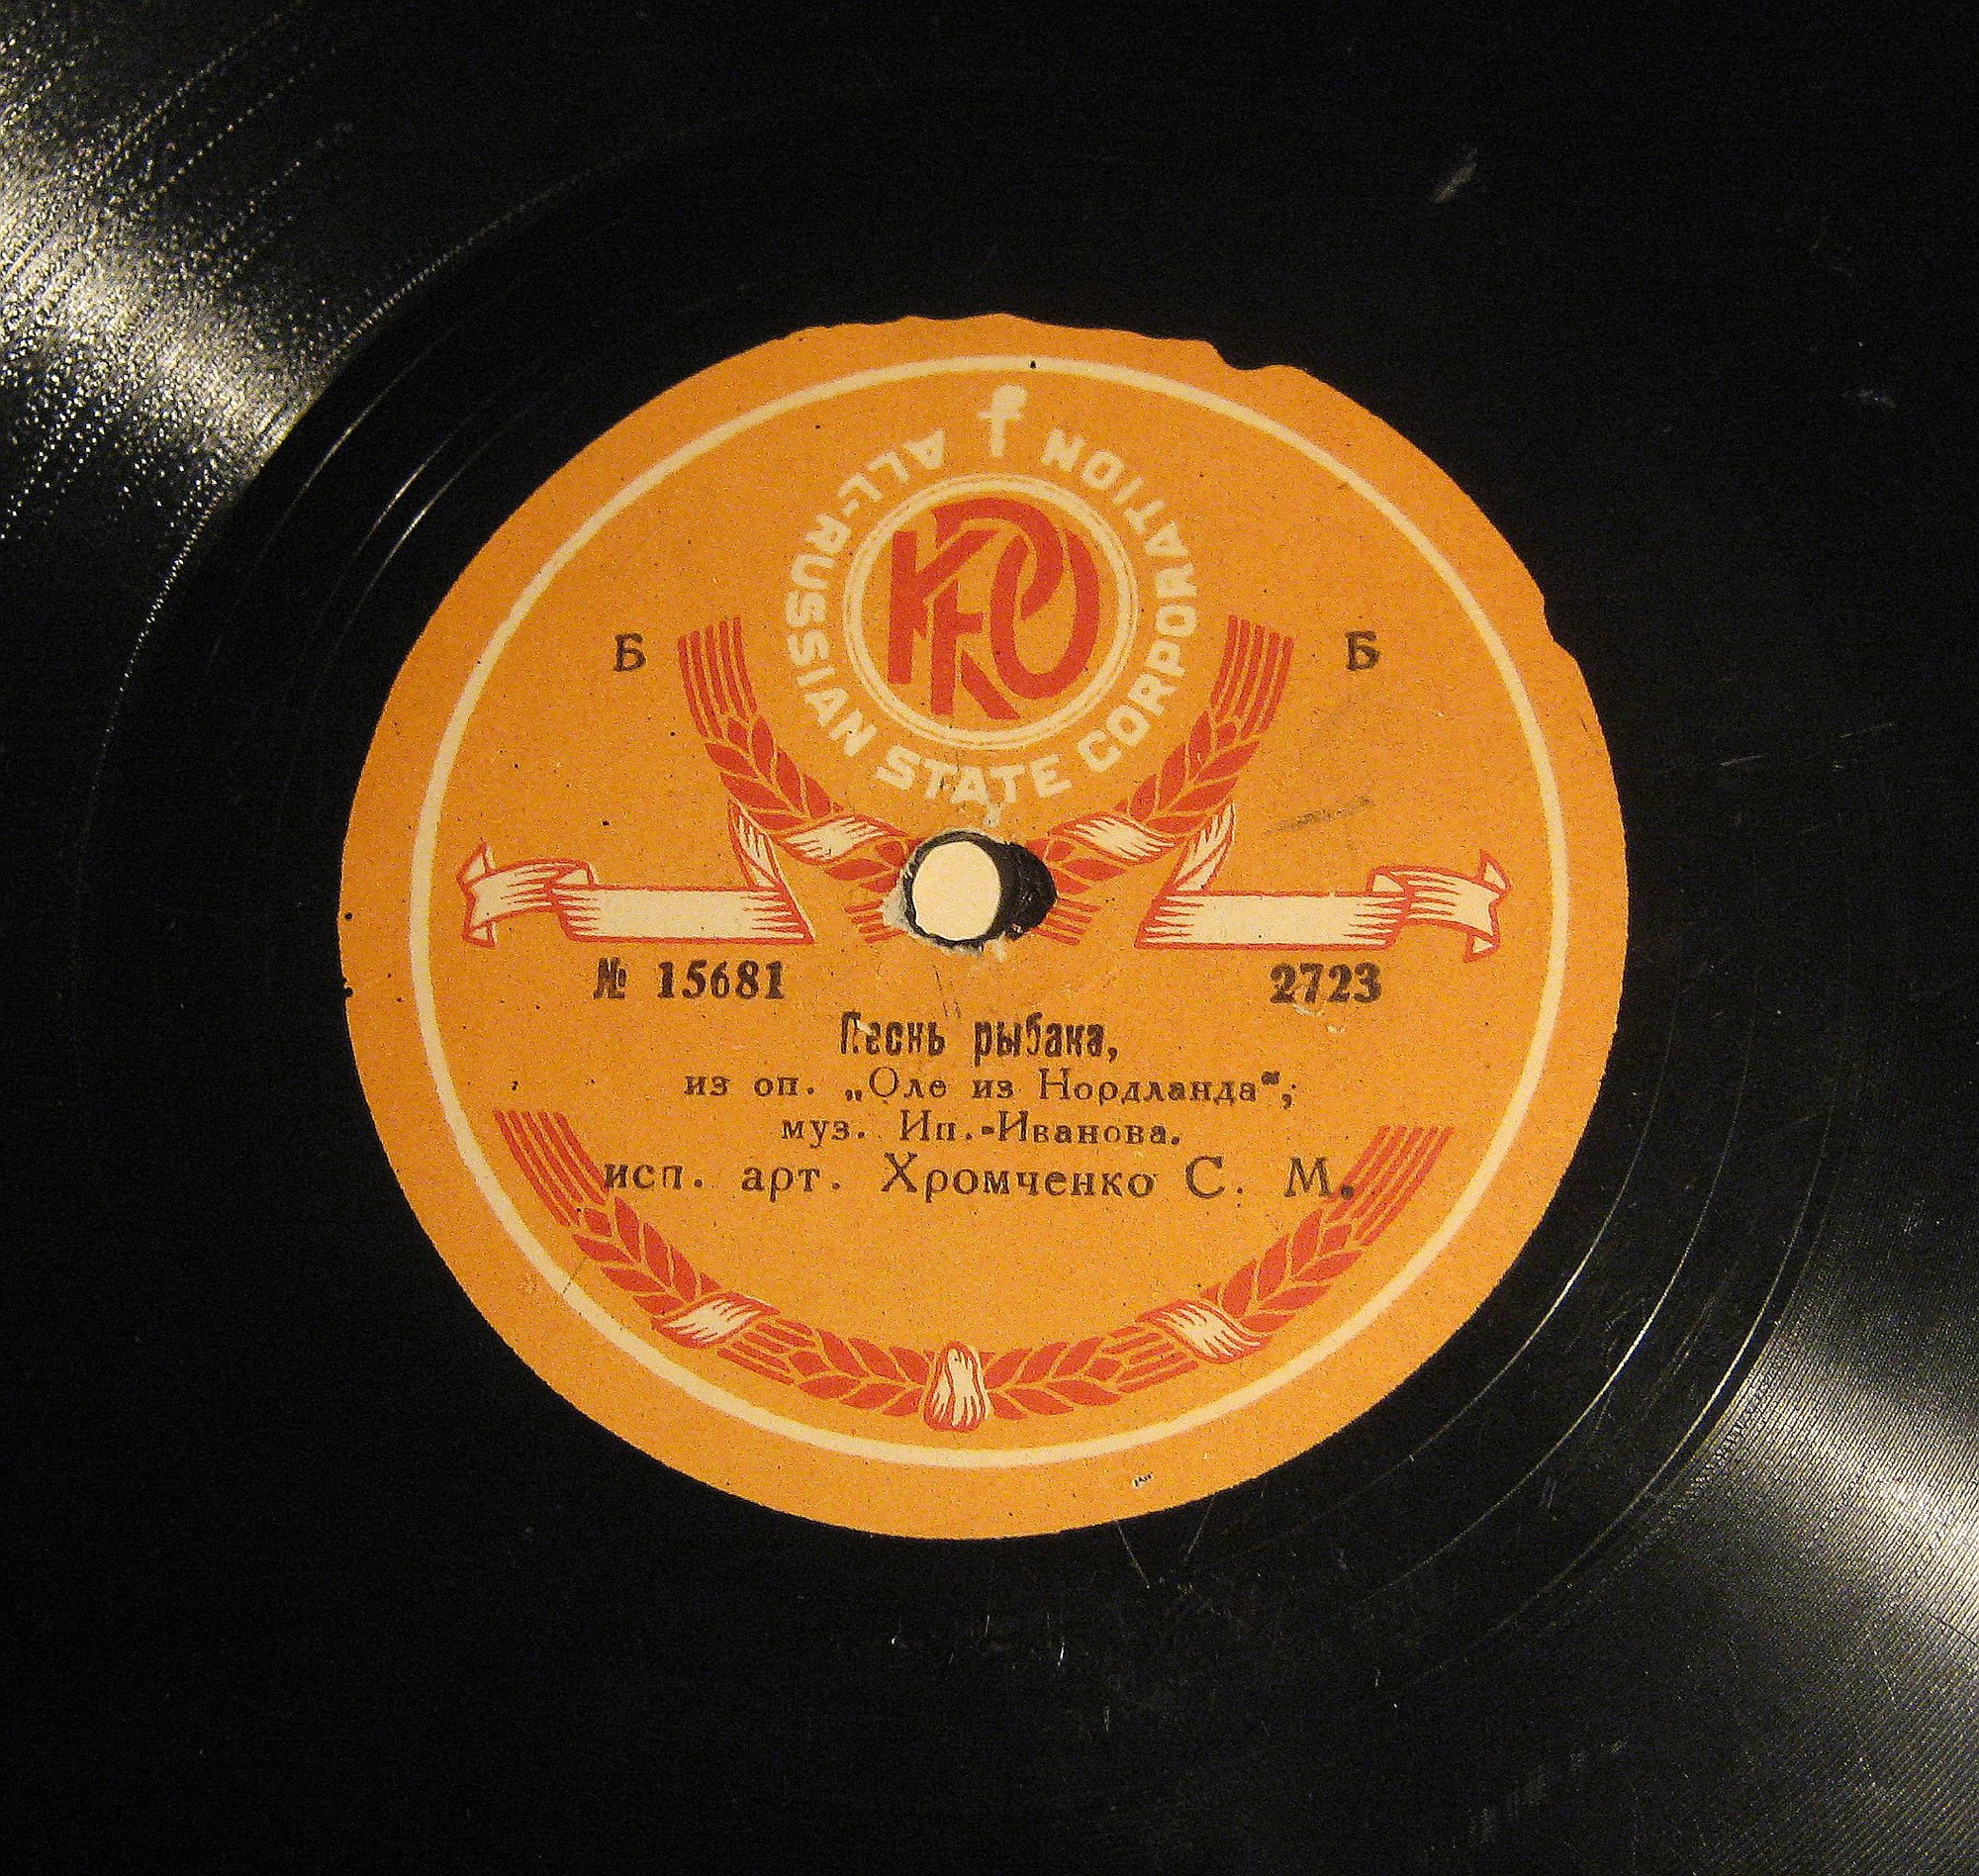 ALL-RUSSIAN STATE CORPORATION
Б Б
№ 15681 2723
Песнь рыбака,
из оп. „Оле из Нордланда“;
муз. Ип.-Иванова.
исп. арт. Хромченко С. М.